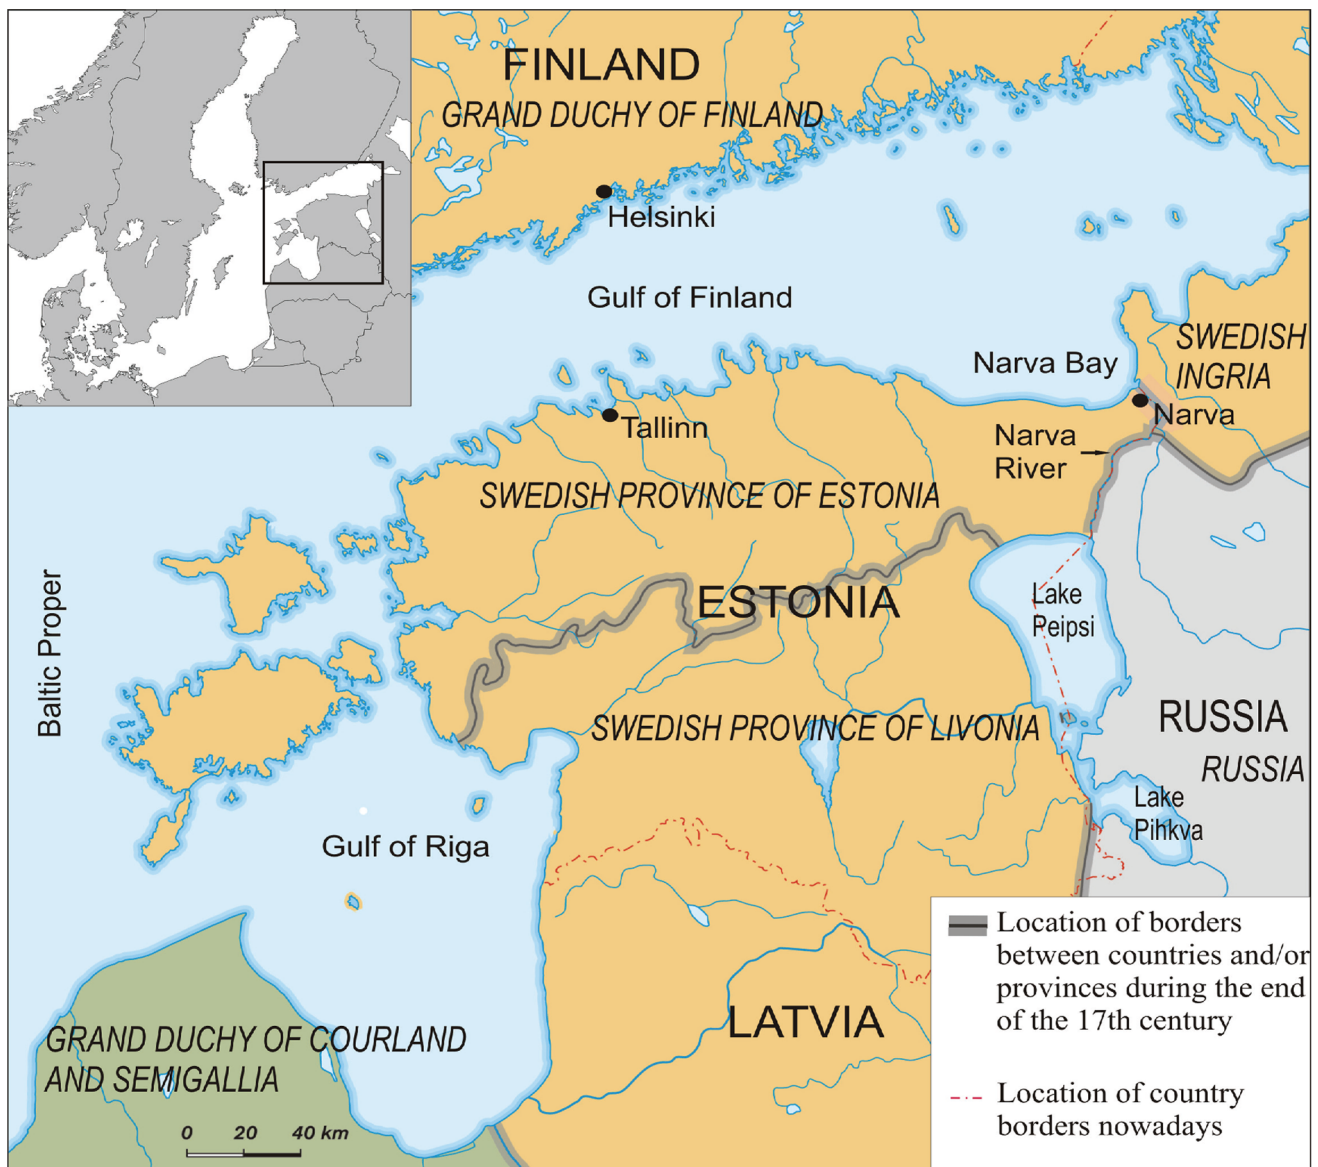 FINLAND
GRAND DUCHY OF FINLAND
Helsinki
Gulf of Finland
SWEDISH
INGRIA
Narva Bay
Narva
Tallinn
Narva
River
SWEDISH PROVINCE OF ESTONIA
Baltic Proper
ESTONIA
Lake
Peipsi
SWEDISH PROVINCE OF LIVONIA
RUSSIA
RUSSIA
Lake
Pihkva
Gulf of Riga
LATVIA
GRAND DUCHY OF COURLAND
AND SEMIGALLIA
0 20 40 km
Location of borders
between countries and/or
provinces during the end
of the 17th century
Location of country
borders nowadays